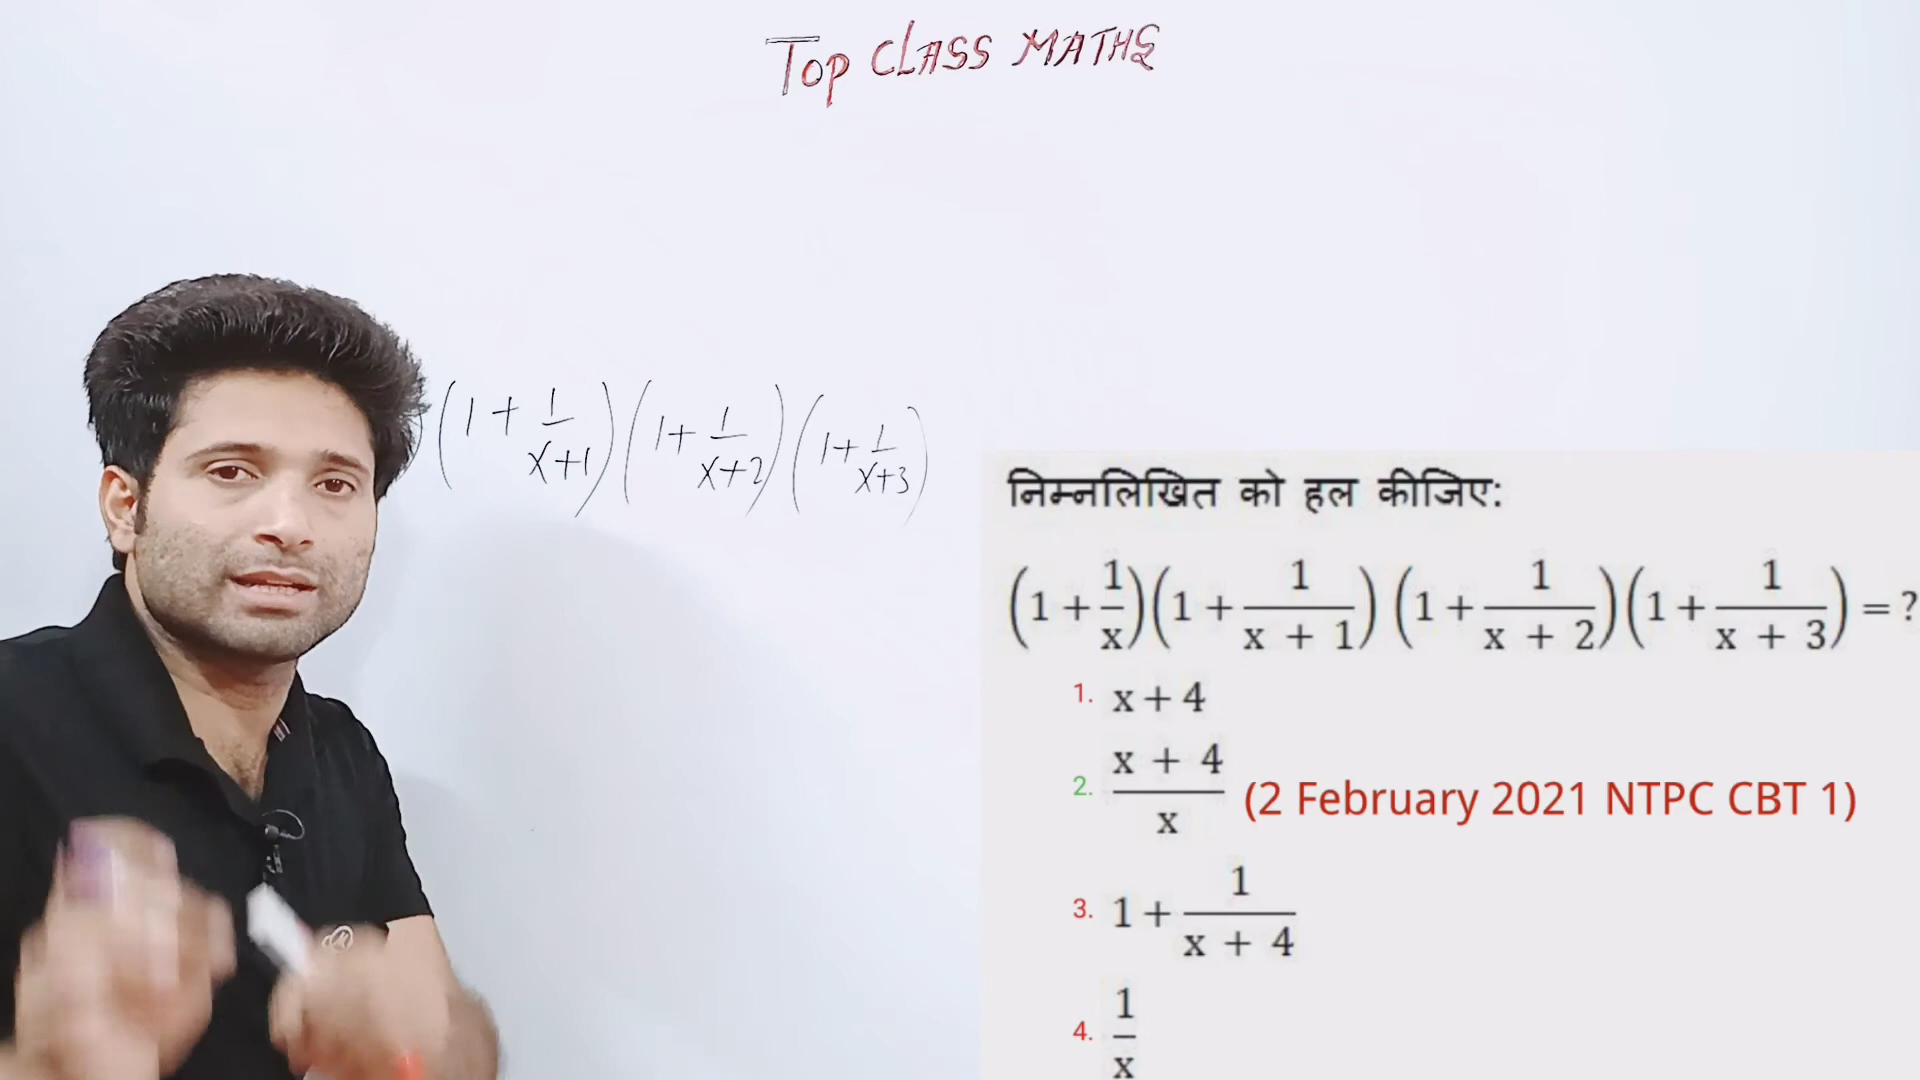 TOP CLASS MATHS
)(1 + 1/(x+1))(1 + 1/(x+2))(1 + 1/(x+3))
निम्नलिखित को हल कीजिए:
(1 + 1/x)(1 + 1/(x + 1))(1 + 1/(x + 2))(1 + 1/(x + 3)) = ?
1. x + 4
2. (x + 4)/x (2 February 2021 NTPC CBT 1)
3. 1 + 1/(x + 4)
4. 1/x